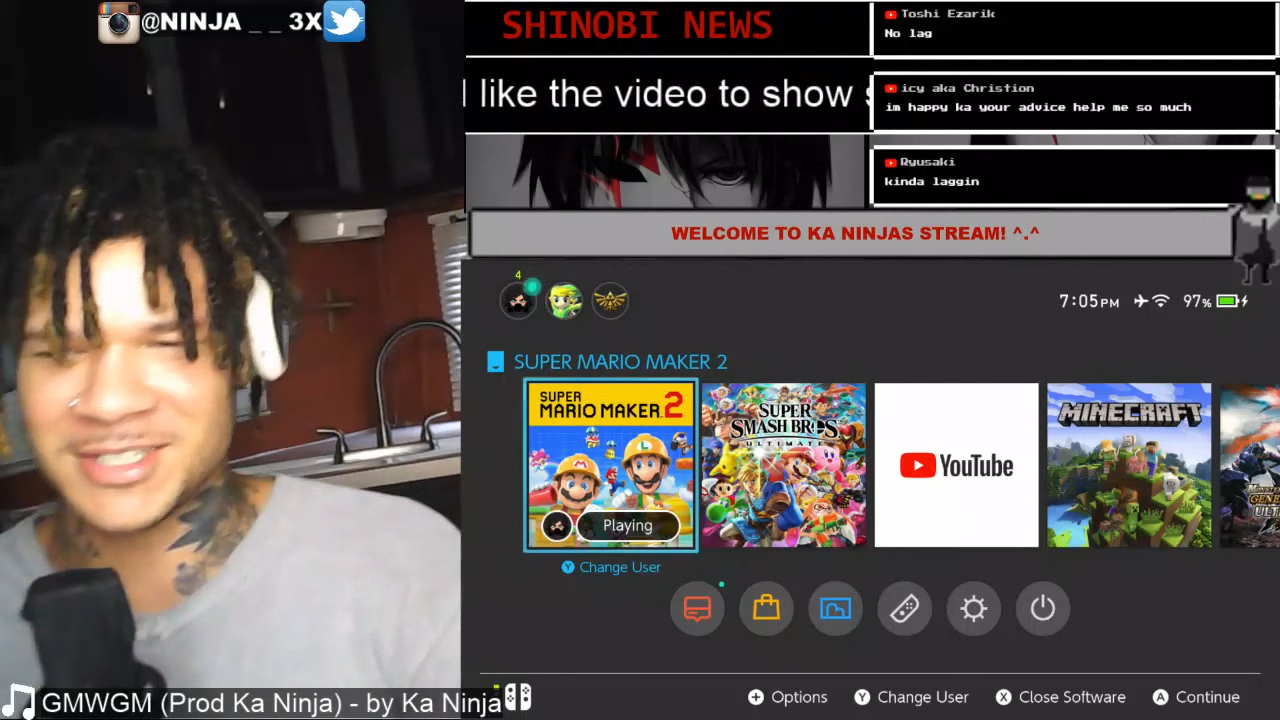 @NINJA _ _ 3X
SHINOBI NEWS
like the video to show
Toshi Ezarik
No lag
icy aka Christion
im happy ka your advice help me so much
Ryusaki
kinda laggin
WELCOME TO KA NINJAS STREAM! ^.^
4
7:05PM
97%
SUPER MARIO MAKER 2
SUPER
MARIO MAKER 2
Playing
SUPER
SMASH BROS.
ULTIMATE
YouTube
MINECRAFT
Y Change User
GMWGM (Prod Ka Ninja) - by Ka Ninja
+ Options
Y Change User
X Close Software
A Continue